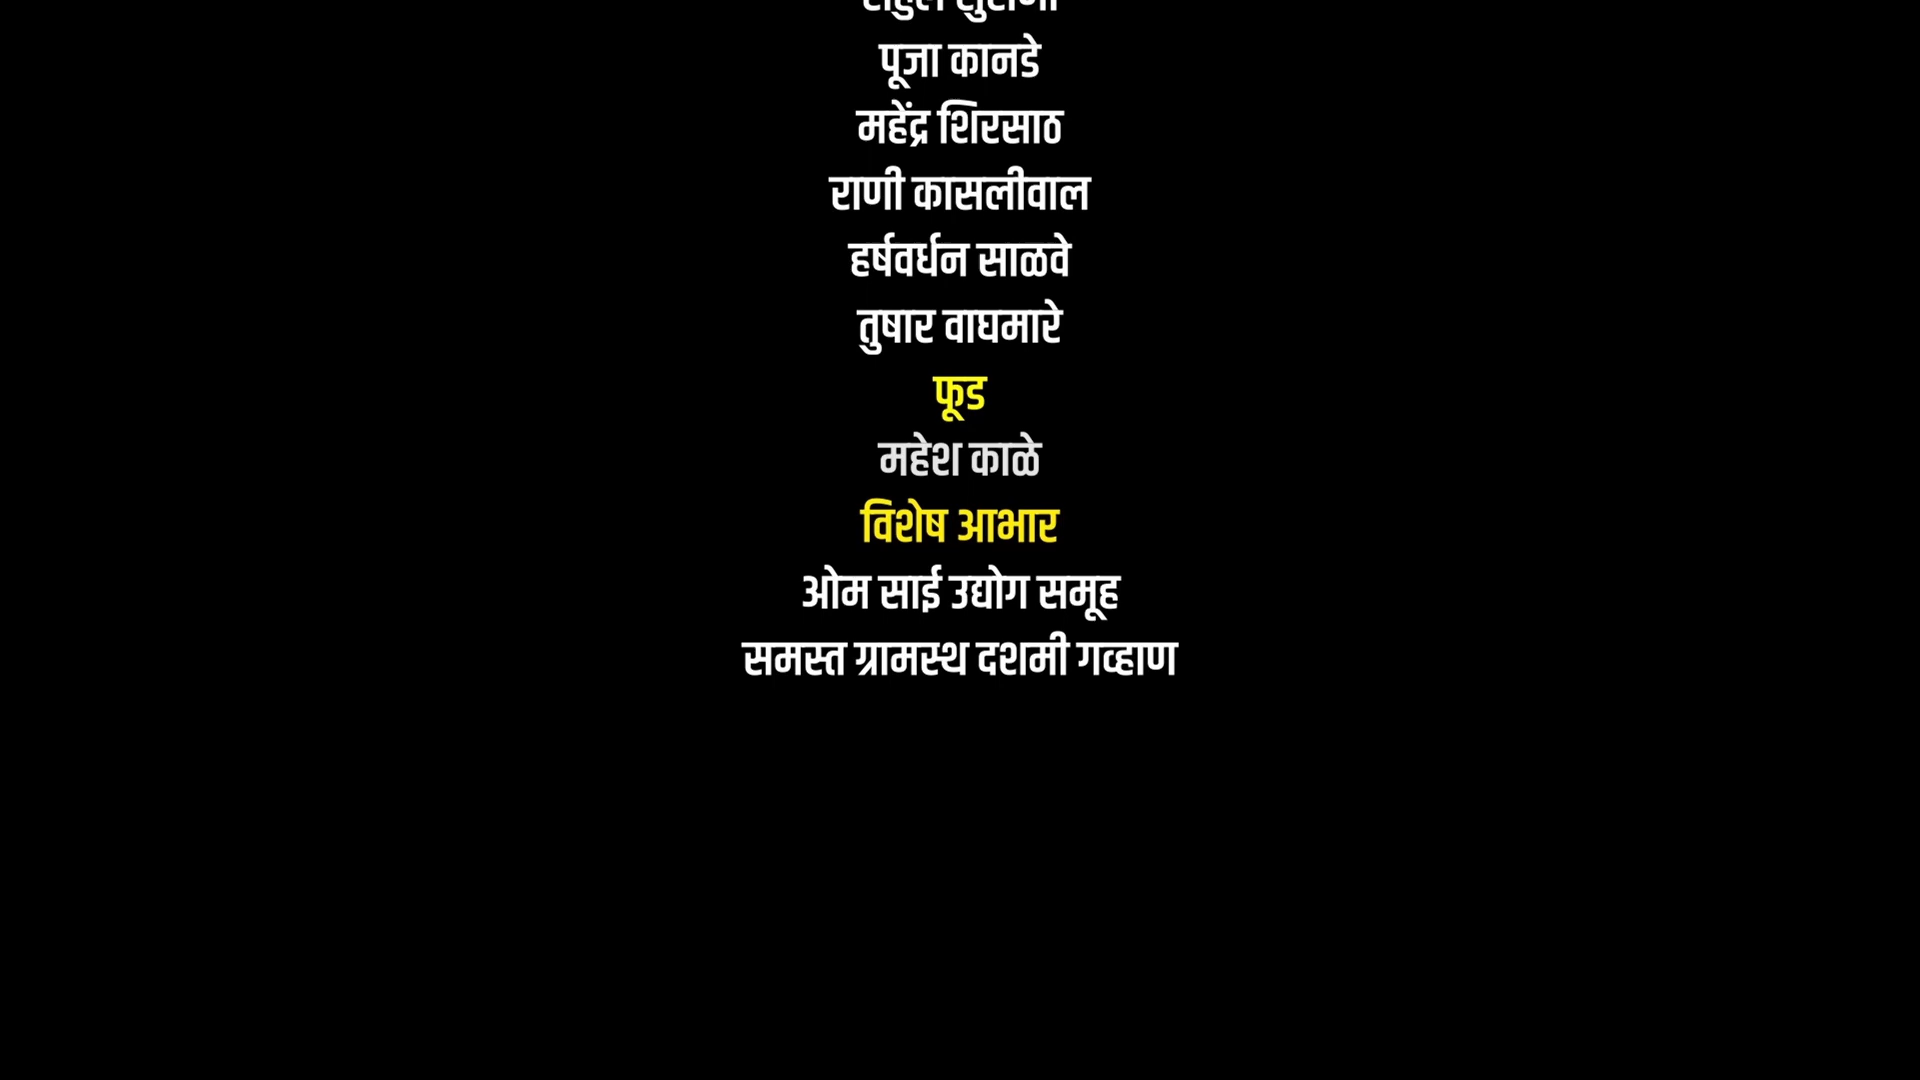 पूजा कानडे
महेंद्र शिरसाठ
राणी कासलीवाल
हर्षवर्धन साळवे
तुषार वाघमारे
फूड
महेश काळे
विशेष आभार
ओम साई उद्योग समूह
समस्त ग्रामस्थ दशमी गव्हाण